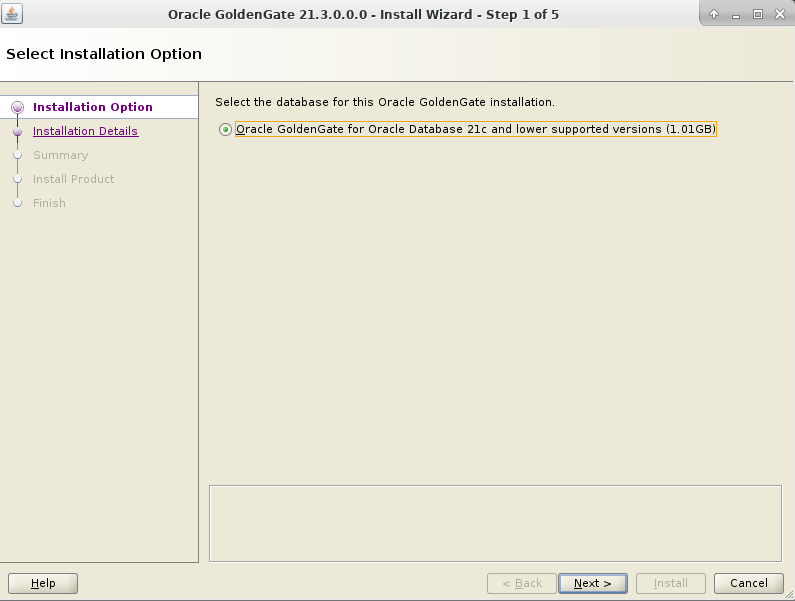 Oracle GoldenGate 21.3.0.0.0 - Install Wizard - Step 1 of 5
Select Installation Option
Installation Option
Installation Details
Summary
Install Product
Finish
Select the database for this Oracle GoldenGate installation.
Oracle GoldenGate for Oracle Database 21c and lower supported versions (1.01GB)
Help
< Back
Next >
Install
Cancel